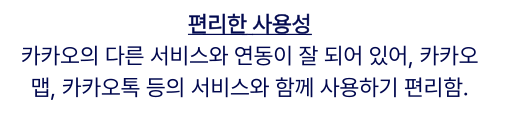 편리한 사용성
카카오의 다른 서비스와 연동이 잘 되어 있어, 카카오
맵, 카카오톡 등의 서비스와 함께 사용하기 편리함.